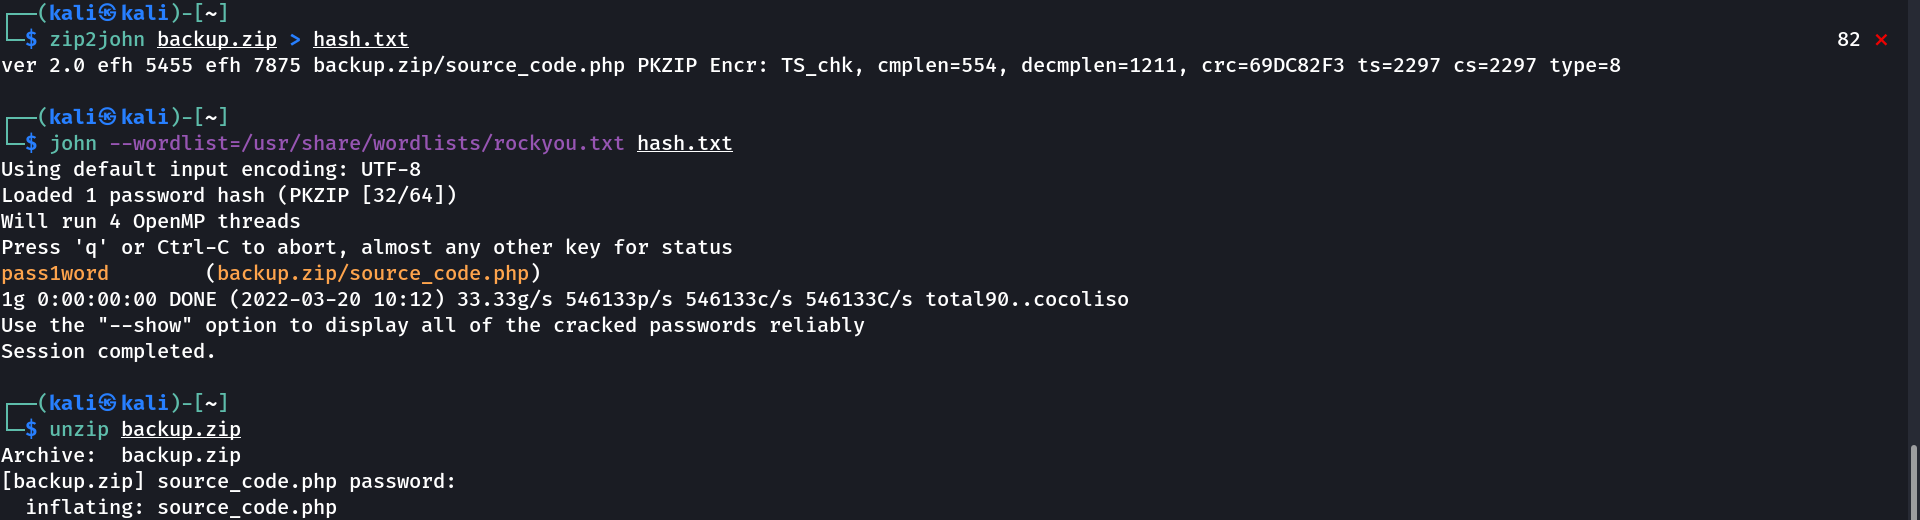 ┌──(kali㉿kali)-[~]
└─$ zip2john backup.zip > hash.txt 82 ⨯
ver 2.0 efh 5455 efh 7875 backup.zip/source_code.php PKZIP Encr: TS_chk, cmplen=554, decmplen=1211, crc=69DC82F3 ts=2297 cs=2297 type=8
┌──(kali㉿kali)-[~]
└─$ john --wordlist=/usr/share/wordlists/rockyou.txt hash.txt
Using default input encoding: UTF-8
Loaded 1 password hash (PKZIP [32/64])
Will run 4 OpenMP threads
Press 'q' or Ctrl-C to abort, almost any other key for status
pass1word        (backup.zip/source_code.php)
1g 0:00:00:00 DONE (2022-03-20 10:12) 33.33g/s 546133p/s 546133c/s 546133C/s total90..cocoliso
Use the "--show" option to display all of the cracked passwords reliably
Session completed.
┌──(kali㉿kali)-[~]
└─$ unzip backup.zip
Archive:  backup.zip
[backup.zip] source_code.php password:
  inflating: source_code.php